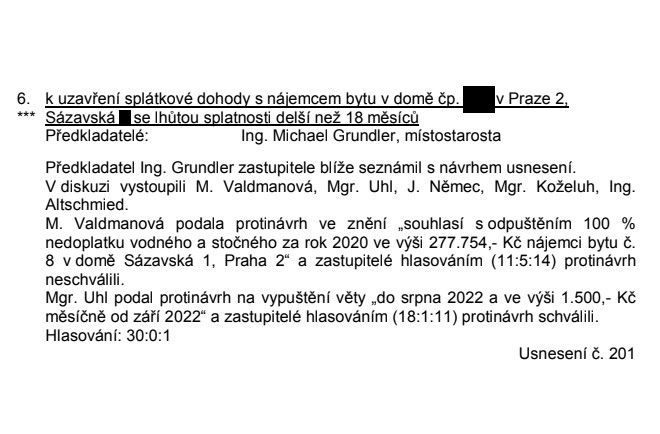 6. k uzavření splátkové dohody s nájemcem bytu v domě čp. v Praze 2,
*** Sázavská se lhůtou splatnosti delší než 18 měsíců
Předkladatelé: Ing. Michael Grundler, místostarosta
Předkladatel Ing. Grundler zastupitele blíže seznámil s návrhem usnesení.
V diskuzi vystoupili M. Valdmanová, Mgr. Uhl, J. Němec, Mgr. Koželuh, Ing.
Altschmied.
M. Valdmanová podala protinávrh ve znění „souhlasí s odpuštěním 100 %
nedoplatku vodného a stočného za rok 2020 ve výši 277.754,- Kč nájemci bytu č.
8 v domě Sázavská 1, Praha 2“ a zastupitelé hlasováním (11:5:14) protinávrh
neschválili.
Mgr. Uhl podal protinávrh na vypuštění věty „do srpna 2022 a ve výši 1.500,- Kč
měsíčně od září 2022“ a zastupitelé hlasováním (18:1:11) protinávrh schválili.
Hlasování: 30:0:1
Usnesení č. 201